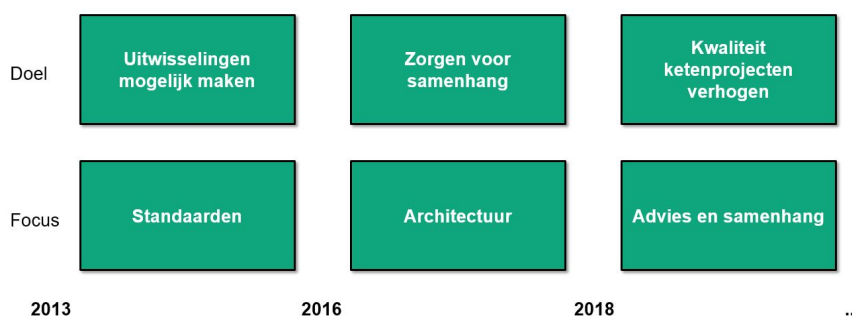 Doel
Uitwisselingen
mogelijk maken
Zorgen voor
samenhang
Kwaliteit
ketenprojecten
verhogen
Focus
Standaarden
Architectuur
Advies en samenhang
2013
2016
2018
..